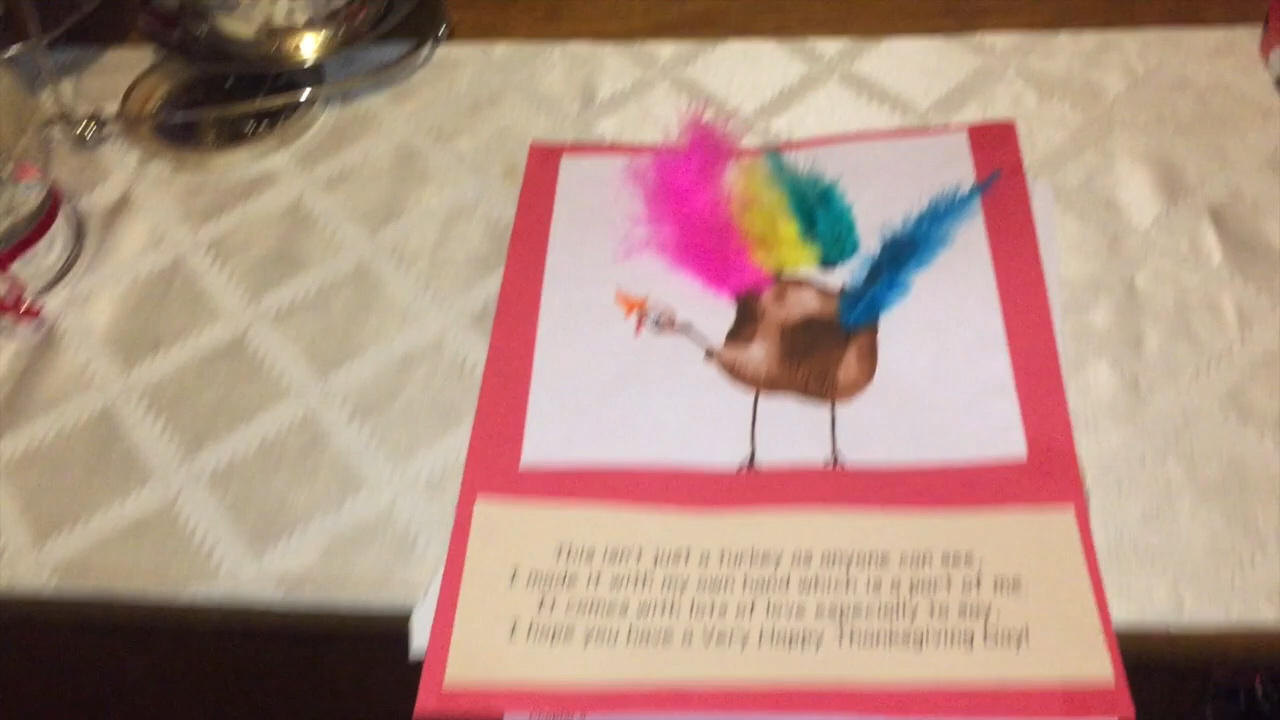 This isn't just a turkey as anyone can see,
I made it with my own hand which is a part of me.
It comes with lots of love especially to say,
I hope you have a Very Happy Thanksgiving Day!